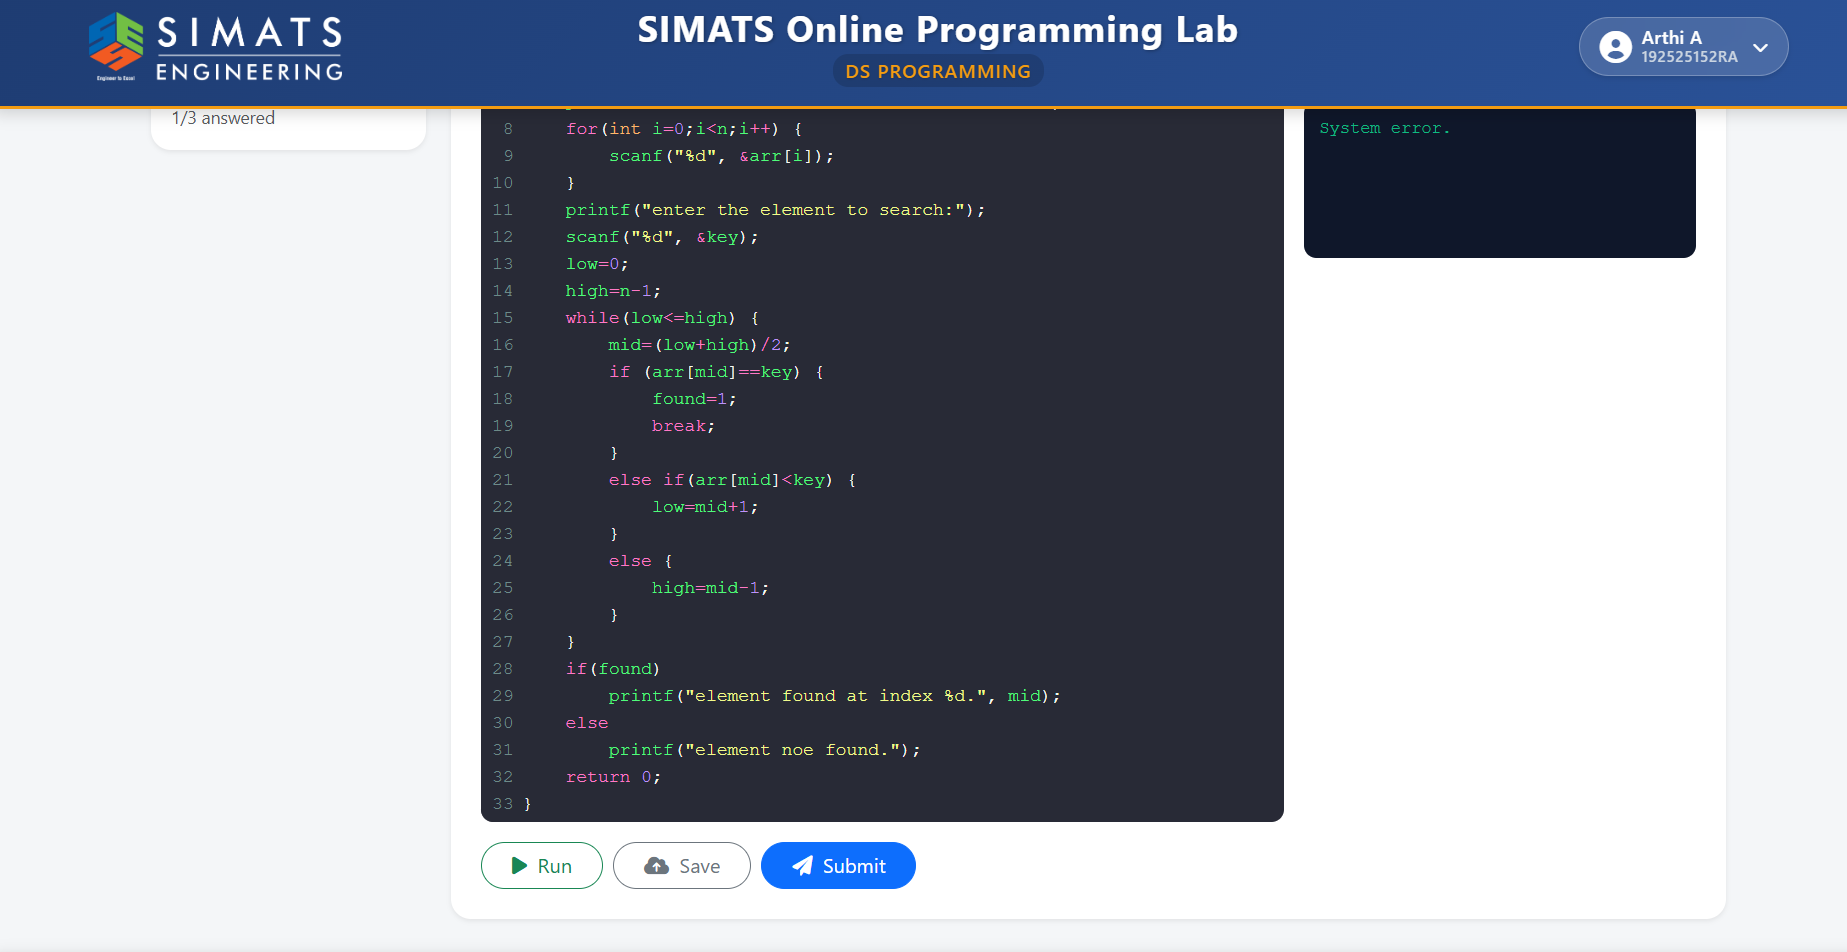 SIMATS
ENGINEERING
Engineer to Excel
SIMATS Online Programming Lab
DS PROGRAMMING
Arthi A
192525152RA
1/3 answered
8 for(int i=0;i<n;i++) {
9 scanf("%d", &arr[i]);
10 }
11 printf("enter the element to search:");
12 scanf("%d", &key);
13 low=0;
14 high=n-1;
15 while(low<=high) {
16 mid=(low+high)/2;
17 if (arr[mid]==key) {
18 found=1;
19 break;
20 }
21 else if(arr[mid]<key) {
22 low=mid+1;
23 }
24 else {
25 high=mid-1;
26 }
27 }
28 if(found)
29 printf("element found at index %d.", mid);
30 else
31 printf("element noe found.");
32 return 0;
33 }
System error.
Run
Save
Submit